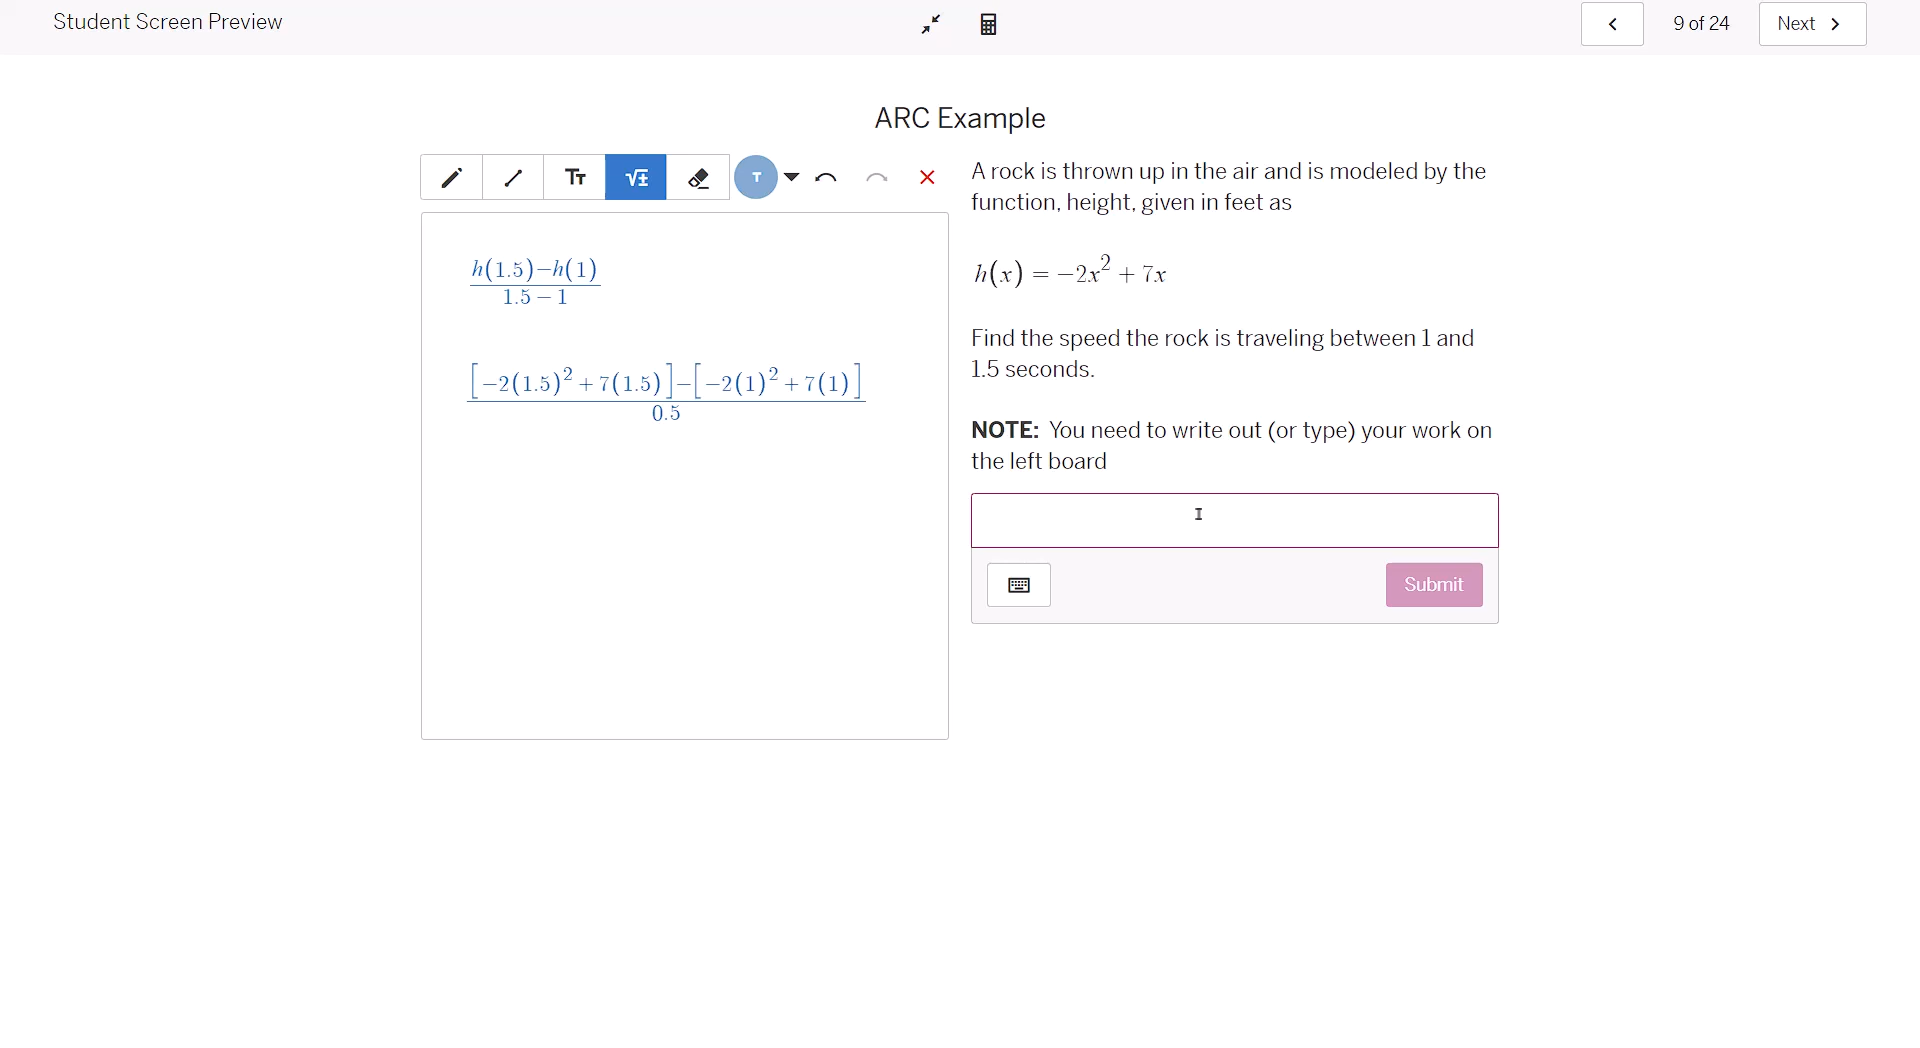 Student Screen Preview
9 of 24
Next
ARC Example
T
A rock is thrown up in the air and is modeled by the
function, height, given in feet as
h(x) = −2x² + 7x
Find the speed the rock is traveling between 1 and
1.5 seconds.
NOTE: You need to write out (or type) your work on
the left board
Submit
h(1.5)−h(1)
1.5 − 1
[−2(1.5)² + 7(1.5)]−[−2(1)² + 7(1)]
0.5